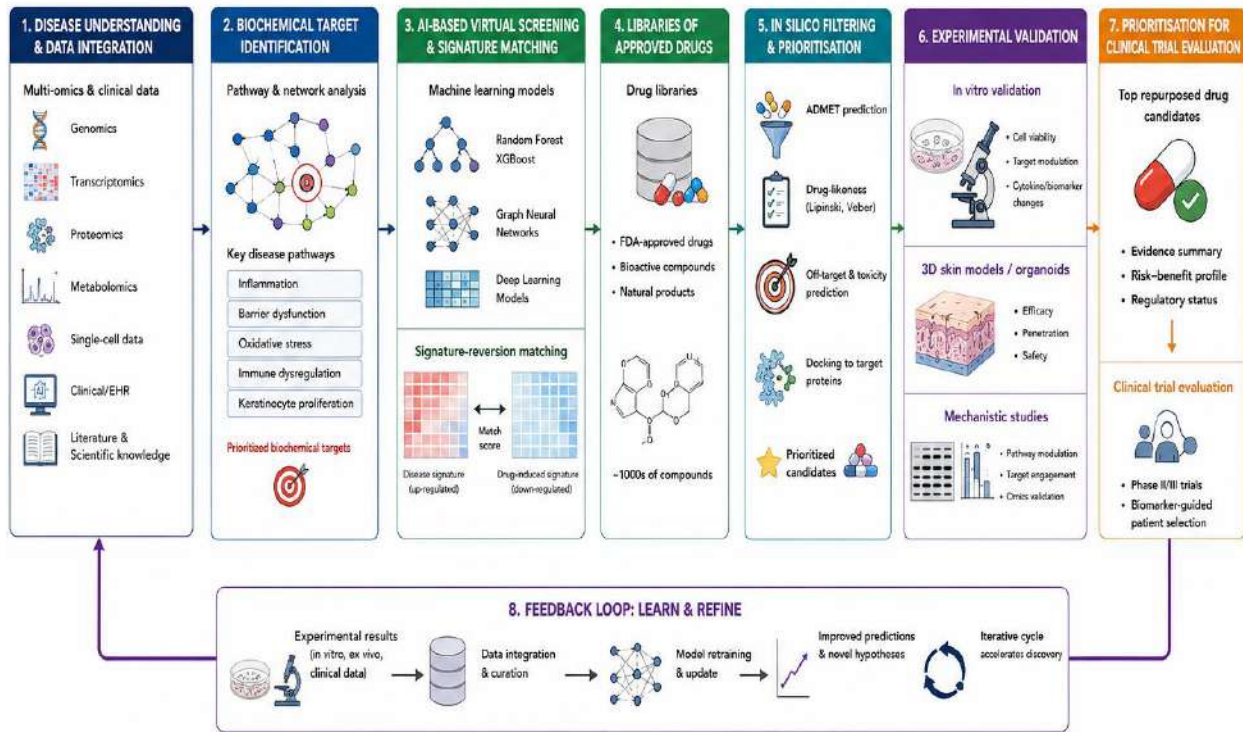 1. DISEASE UNDERSTANDING
& DATA INTEGRATION
Multi-omics & clinical data
Genomics
Transcriptomics
Proteomics
Metabolomics
Single-cell data
Clinical/EHR
Literature &
Scientific knowledge
2. BIOCHEMICAL TARGET
IDENTIFICATION
Pathway & network analysis
Key disease pathways
Inflammation
Barrier dysfunction
Oxidative stress
Immune dysregulation
Keratinocyte proliferation
Prioritized biochemical targets
3. AI-BASED VIRTUAL SCREENING
& SIGNATURE MATCHING
Machine learning models
Random Forest
XGBoost
Graph Neural
Networks
Deep Learning
Models
Signature-reversion matching
Match
score
Disease signature
(up-regulated)
Drug-induced signature
(down-regulated)
4. LIBRARIES OF
APPROVED DRUGS
Drug libraries
• FDA-approved drugs
• Bioactive compounds
• Natural products
~1000s of compounds
5. IN SILICO FILTERING
& PRIORITISATION
ADMET prediction
Drug-likeness
(Lipinski, Veber)
Off-target & toxicity
prediction
Docking to target
proteins
Prioritized
candidates
6. EXPERIMENTAL VALIDATION
In vitro validation
• Cell viability
• Target modulation
• Cytokine/biomarker
changes
3D skin models / organoids
• Efficacy
• Penetration
• Safety
Mechanistic studies
• Pathway modulation
• Target engagement
• Omics validation
7. PRIORITISATION FOR
CLINICAL TRIAL EVALUATION
Top repurposed drug
candidates
• Evidence summary
• Risk–benefit profile
• Regulatory status
Clinical trial evaluation
• Phase II/III trials
• Biomarker-guided
patient selection
8. FEEDBACK LOOP: LEARN & REFINE
Experimental results
(in vitro, ex vivo,
clinical data)
Data integration
& curation
Model retraining
& update
Improved predictions
& novel hypotheses
Iterative cycle
accelerates discovery